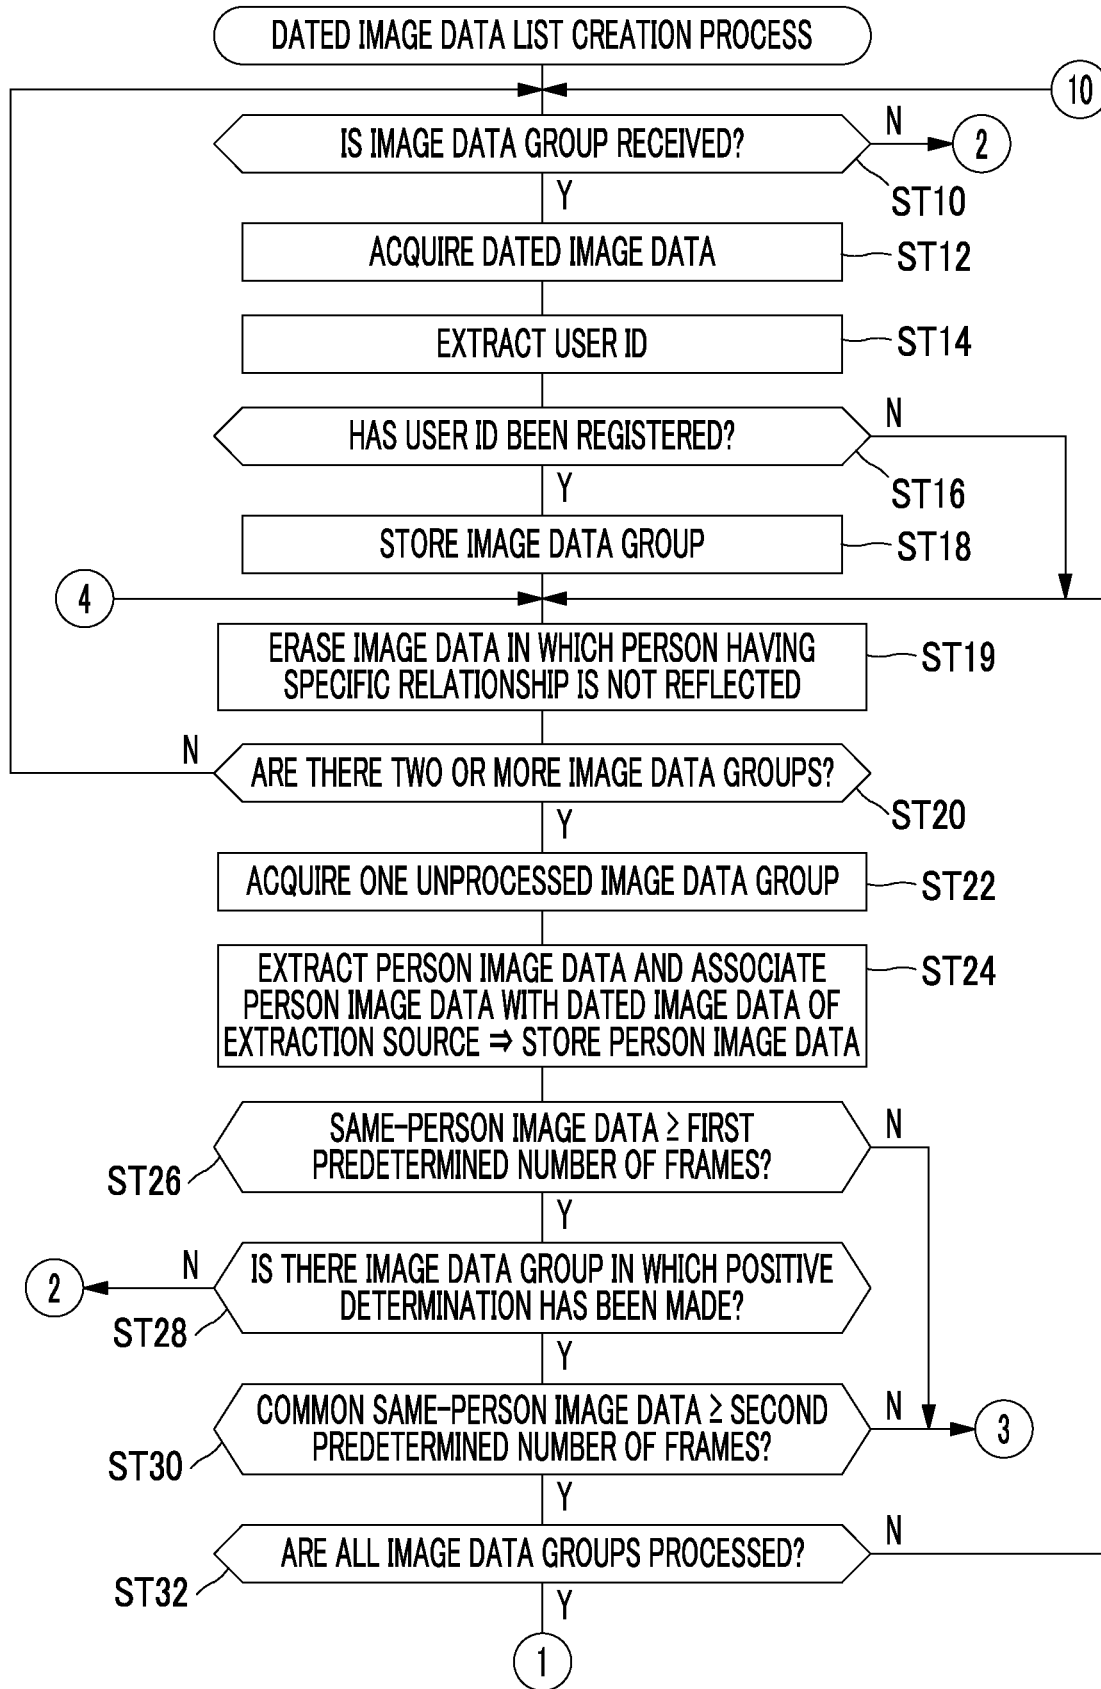 DATED IMAGE DATA LIST CREATION PROCESS
10
IS IMAGE DATA GROUP RECEIVED?
N
2
ST10
Y
ACQUIRE DATED IMAGE DATA
ST12
EXTRACT USER ID
ST14
HAS USER ID BEEN REGISTERED?
N
ST16
Y
STORE IMAGE DATA GROUP
ST18
4
ERASE IMAGE DATA IN WHICH PERSON HAVING
SPECIFIC RELATIONSHIP IS NOT REFLECTED
ST19
N
ARE THERE TWO OR MORE IMAGE DATA GROUPS?
ST20
Y
ACQUIRE ONE UNPROCESSED IMAGE DATA GROUP
ST22
EXTRACT PERSON IMAGE DATA AND ASSOCIATE
PERSON IMAGE DATA WITH DATED IMAGE DATA OF
EXTRACTION SOURCE ⇒ STORE PERSON IMAGE DATA
ST24
SAME-PERSON IMAGE DATA ≥ FIRST
PREDETERMINED NUMBER OF FRAMES?
N
ST26
Y
2
N
IS THERE IMAGE DATA GROUP IN WHICH POSITIVE
DETERMINATION HAS BEEN MADE?
ST28
Y
COMMON SAME-PERSON IMAGE DATA ≥ SECOND
PREDETERMINED NUMBER OF FRAMES?
N
3
ST30
Y
ARE ALL IMAGE DATA GROUPS PROCESSED?
N
ST32
Y
1